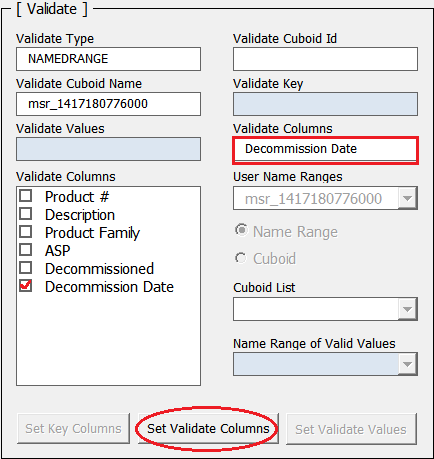 [ Validate ]
Validate Type
Validate Cuboid Id
NAMEDRANGE
Validate Cuboid Name
Validate Key
msr_1417180776000
Validate Values
Validate Columns
Decommission Date
Validate Columns
User Name Ranges
Product #
Description
Product Family
ASP
Decommissioned
Decommission Date
msr_1417180776000
Name Range
Cuboid
Cuboid List
Name Range of Valid Values
Set Key Columns
Set Validate Columns
Set Validate Values